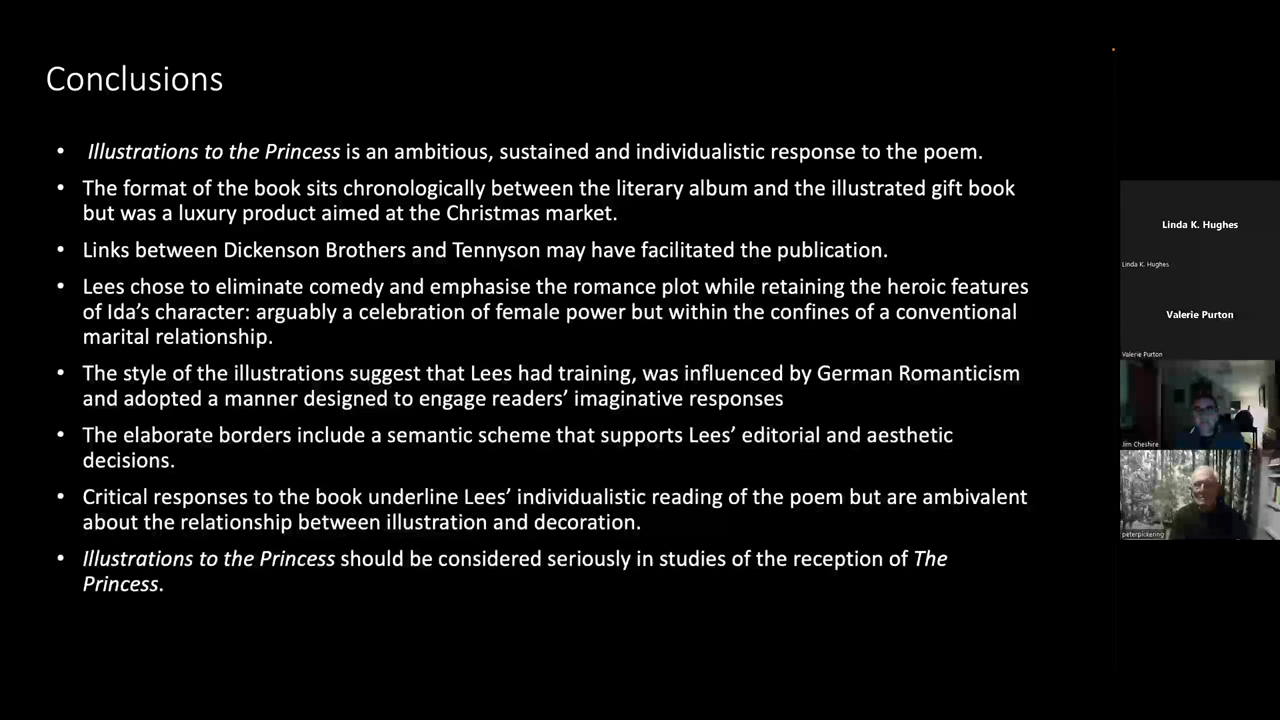 Conclusions
• Illustrations to the Princess is an ambitious, sustained and individualistic response to the poem.
• The format of the book sits chronologically between the literary album and the illustrated gift book
but was a luxury product aimed at the Christmas market.
• Links between Dickenson Brothers and Tennyson may have facilitated the publication.
• Lees chose to eliminate comedy and emphasise the romance plot while retaining the heroic features
of Ida’s character: arguably a celebration of female power but within the confines of a conventional
marital relationship.
• The style of the illustrations suggest that Lees had training, was influenced by German Romanticism
and adopted a manner designed to engage readers’ imaginative responses
• The elaborate borders include a semantic scheme that supports Lees’ editorial and aesthetic
decisions.
• Critical responses to the book underline Lees’ individualistic reading of the poem but are ambivalent
about the relationship between illustration and decoration.
• Illustrations to the Princess should be considered seriously in studies of the reception of The
Princess.
Linda K. Hughes
Linda K. Hughes
Valerie Purton
Valerie Purton
Jim Cheshire
peterpickering